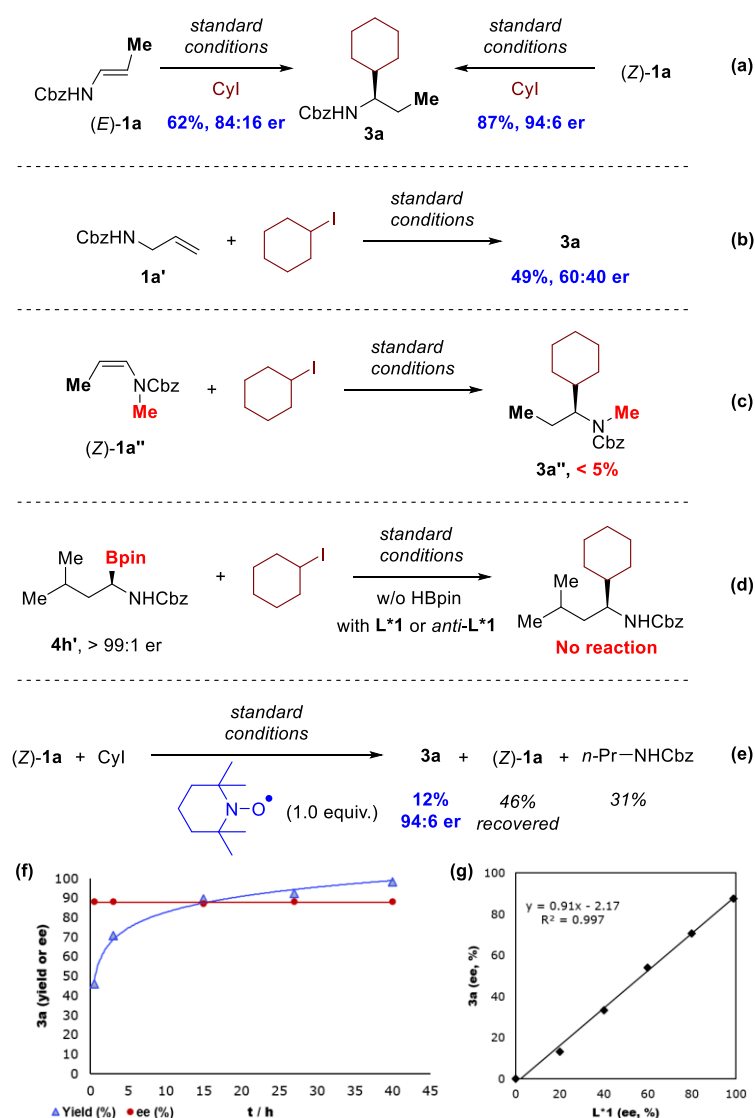 standard
conditions
standard
conditions
Me
CbzHN
CyI
CbzHN
Me
CyI
(Z)-1a
(a)
(E)-1a
62%, 84:16 er
3a
87%, 94:6 er
CbzHN
+
I
standard
conditions
3a
(b)
1a'
49%, 60:40 er
Me
NCbz
Me
+
I
standard
conditions
Me
N
Me
Cbz
(c)
(Z)-1a''
3a'', < 5%
Me
Bpin
Me
NHCbz
+
I
standard
conditions
w/o HBpin
with L*1 or anti-L*1
Me
Me
NHCbz
(d)
4h', > 99:1 er
No reaction
standard
conditions
(Z)-1a + CyI
3a + (Z)-1a + n-Pr—NHCbz
(e)
N–O•
(1.0 equiv.)
12%
94:6 er
46%
recovered
31%
(f)
3a (yield or ee)
100
90
80
70
60
50
40
30
20
10
0
0 5 10 15 20 25 30 35 40 45
Yield (%)
ee (%)
t / h
(g)
3a (ee, %)
100
80
60
40
20
0
y = 0.91x - 2.17
R² = 0.997
0 20 40 60 80 100
L*1 (ee, %)